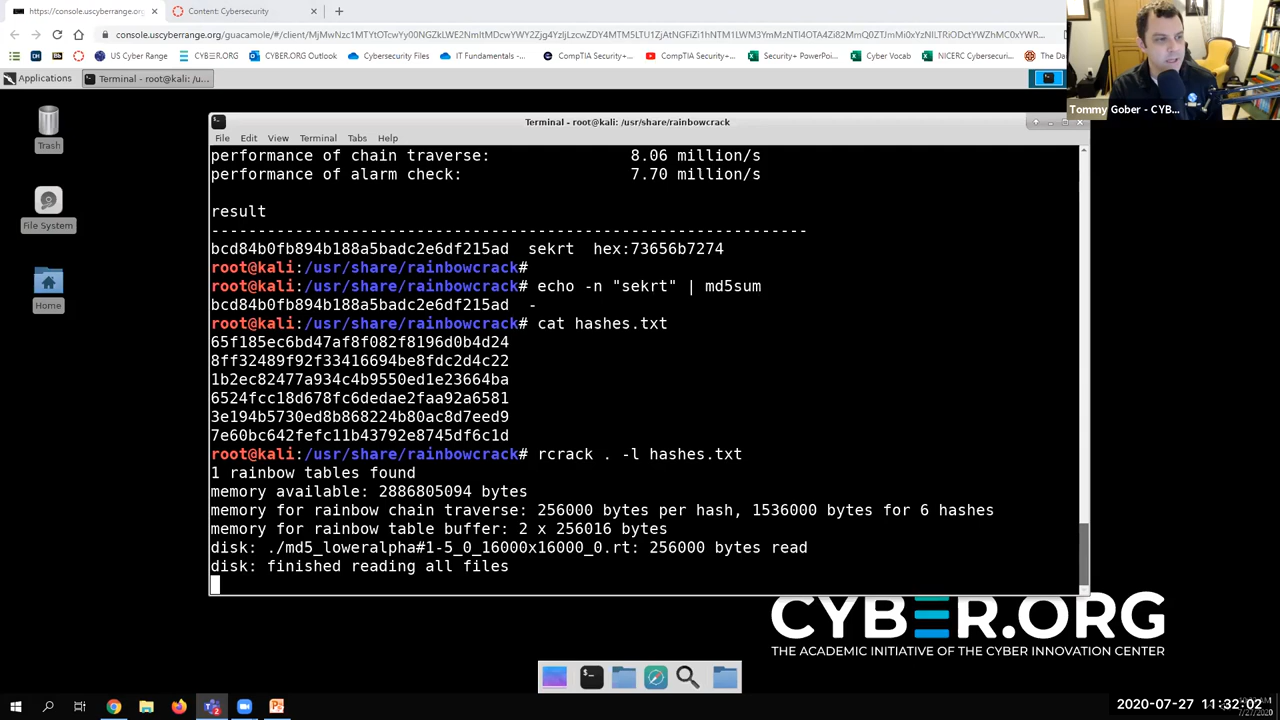 https://console.uscyberrange.org
Content: Cybersecurity
console.uscyberrange.org/guacamole/#/client/
US Cyber Range
CYBER.ORG
CYBER.ORG Outlook
Cybersecurity Files
IT Fundamentals -...
CompTIA Security+...
CompTIA Security+...
Security+ PowerPoi...
Cyber Vocab
NICERC Cybersecuri...
The Da
Applications
Terminal - root@kali: /u...
Tommy Gober - CYB...
Terminal - root@kali: /usr/share/rainbowcrack
File Edit View Terminal Tabs Help
Trash
File System
Home
performance of chain traverse: 8.06 million/s
performance of alarm check: 7.70 million/s
result
---------------------------------------------------------------
bcd84b0fb894b188a5badc2e6df215ad sekrt hex:73656b7274
root@kali:/usr/share/rainbowcrack#
root@kali:/usr/share/rainbowcrack# echo -n "sekrt" | md5sum
bcd84b0fb894b188a5badc2e6df215ad -
root@kali:/usr/share/rainbowcrack# cat hashes.txt
65f185ec6bd47af8f082f8196d0b4d24
8ff32489f92f33416694be8fdc2d4c22
1b2ec82477a934c4b9550ed1e23664ba
6524fcc18d678fc6dedae2faa92a6581
3e194b5730ed8b868224b80ac8d7eed9
7e60bc642fefc11b43792e8745df6c1d
root@kali:/usr/share/rainbowcrack# rcrack . -l hashes.txt
1 rainbow tables found
memory available: 2886805094 bytes
memory for rainbow chain traverse: 256000 bytes per hash, 1536000 bytes for 6 hashes
memory for rainbow table buffer: 2 x 256016 bytes
disk: ./md5_loweralpha#1-5_0_16000x16000_0.rt: 256000 bytes read
disk: finished reading all files
CYBER.ORG
THE ACADEMIC INITIATIVE OF THE CYBER INNOVATION CENTER
2020-07-27 11:32:02